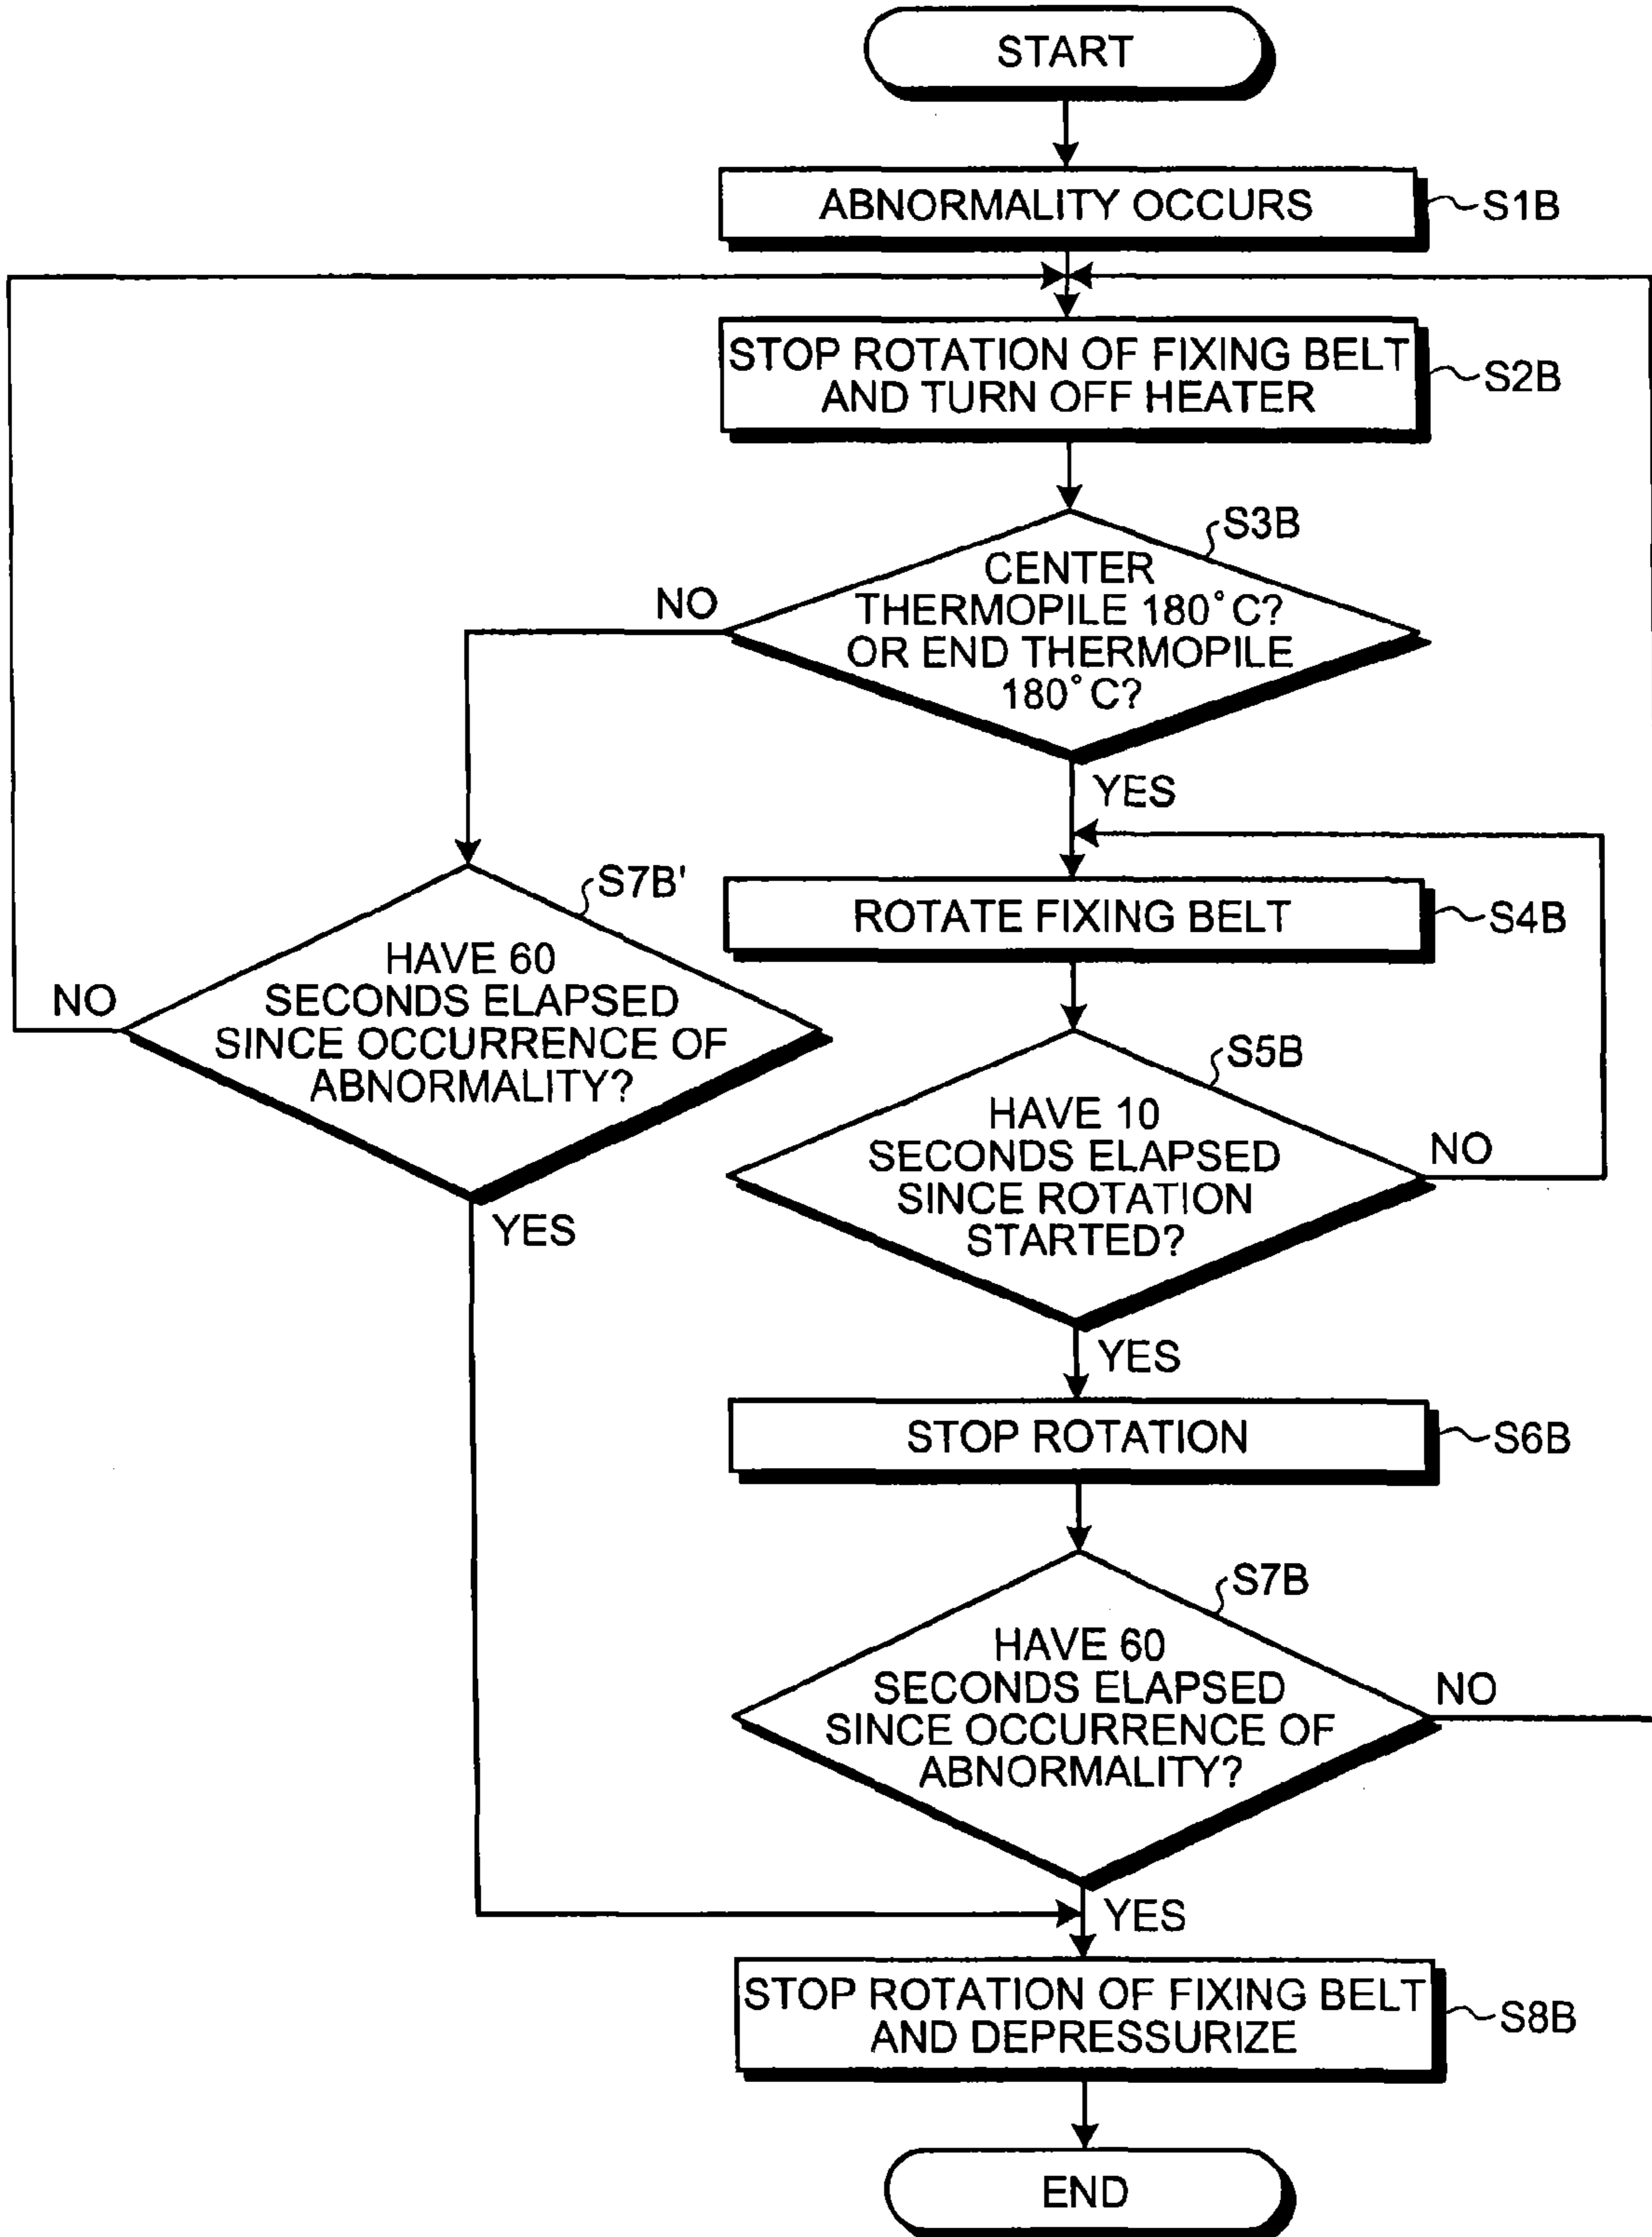 START
ABNORMALITY OCCURS
S1B
STOP ROTATION OF FIXING BELT
AND TURN OFF HEATER
S2B
S3B
CENTER
THERMOPILE 180°C?
OR END THERMOPILE
180°C?
NO
YES
S7B'
HAVE 60
SECONDS ELAPSED
SINCE OCCURRENCE OF
ABNORMALITY?
NO
YES
ROTATE FIXING BELT
S4B
S5B
HAVE 10
SECONDS ELAPSED
SINCE ROTATION
STARTED?
NO
YES
STOP ROTATION
S6B
S7B
HAVE 60
SECONDS ELAPSED
SINCE OCCURRENCE OF
ABNORMALITY?
NO
YES
STOP ROTATION OF FIXING BELT
AND DEPRESSURIZE
S8B
END